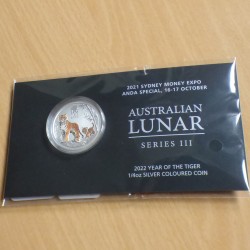 2021 SYDNEY MONEY EXPO
ANDA SPECIAL, 16-17 OCTOBER
AUSTRALIAN
LUNAR
SERIES III
2022 YEAR OF THE TIGER
1/4oz SILVER COLOURED COIN